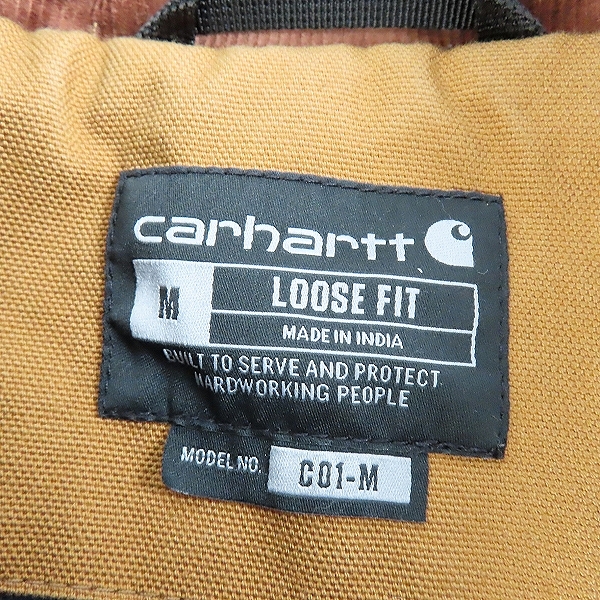 carhartt
M
LOOSE FIT
MADE IN INDIA
BUILT TO SERVE AND PROTECT
HARDWORKING PEOPLE
MODEL NO.
C01-M